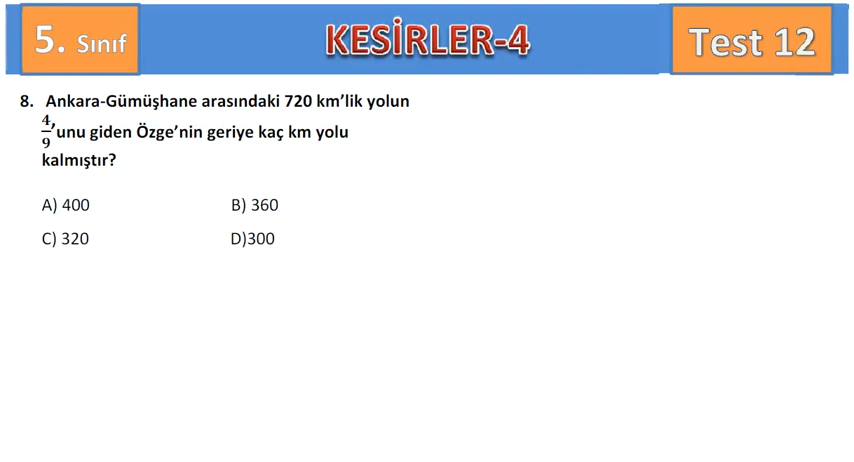 5. Sınıf KESİRLER-4 Test 12
8. Ankara-Gümüşhane arasındaki 720 km’lik yolun
4/9’unu giden Özge’nin geriye kaç km yolu
kalmıştır?
A) 400 B) 360
C) 320 D)300